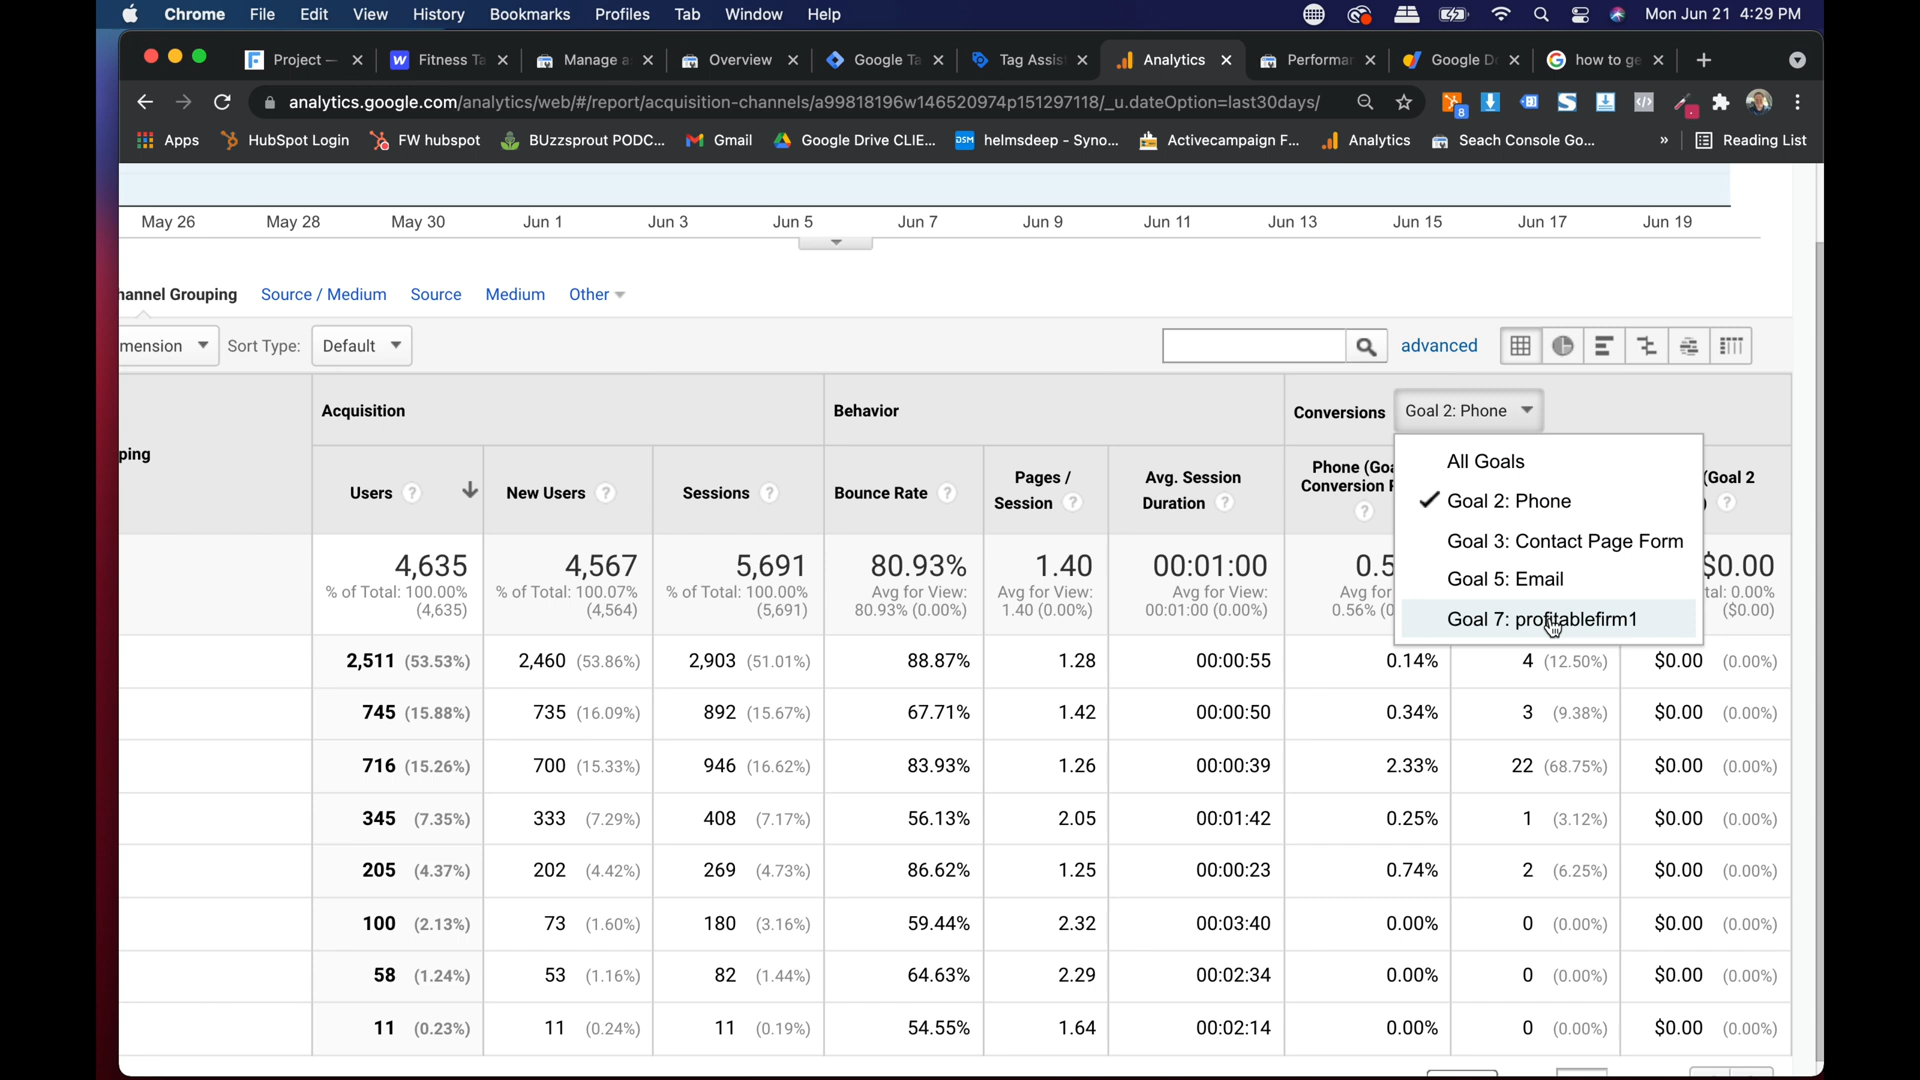 Chrome File Edit View History Bookmarks Profiles Tab Window Help Mon Jun 21 4:29 PM
Project — Fitness Ta Manage a Overview Google Ta Tag Assis Analytics Performan Google D how to ge
analytics.google.com/analytics/web/#/report/acquisition-channels/a99818196w146520974p151297118/_u.dateOption=last30days/ 8
Apps HubSpot Login FW hubspot BUzzsprout PODC... Gmail Google Drive CLIE... DSM helmsdeep - Syno... Activecampaign F... Analytics Seach Console Go... » Reading List
May 26 May 28 May 30 Jun 1 Jun 3 Jun 5 Jun 7 Jun 9 Jun 11 Jun 13 Jun 15 Jun 17 Jun 19
hannel Grouping Source / Medium Source Medium Other
mension Sort Type: Default advanced
Acquisition Behavior Conversions Goal 2: Phone
ping
Users ? New Users ? Sessions ? Bounce Rate ? Pages / Session ? Avg. Session Duration ? Phone (Goa Conversion R ? (Goal 2 ) ?
All Goals
Goal 2: Phone
Goal 3: Contact Page Form
Goal 5: Email
Goal 7: profitablefirm1
4,635 4,567 5,691 80.93% 1.40 00:01:00 0.5 $0.00
% of Total: 100.00% % of Total: 100.07% % of Total: 100.00% Avg for View: Avg for View: Avg for View: Avg for tal: 0.00%
(4,635) (4,564) (5,691) 80.93% (0.00%) 1.40 (0.00%) 00:01:00 (0.00%) 0.56% (0 ($0.00)
2,511 (53.53%) 2,460 (53.86%) 2,903 (51.01%) 88.87% 1.28 00:00:55 0.14% 4 (12.50%) $0.00 (0.00%)
745 (15.88%) 735 (16.09%) 892 (15.67%) 67.71% 1.42 00:00:50 0.34% 3 (9.38%) $0.00 (0.00%)
716 (15.26%) 700 (15.33%) 946 (16.62%) 83.93% 1.26 00:00:39 2.33% 22 (68.75%) $0.00 (0.00%)
345 (7.35%) 333 (7.29%) 408 (7.17%) 56.13% 2.05 00:01:42 0.25% 1 (3.12%) $0.00 (0.00%)
205 (4.37%) 202 (4.42%) 269 (4.73%) 86.62% 1.25 00:00:23 0.74% 2 (6.25%) $0.00 (0.00%)
100 (2.13%) 73 (1.60%) 180 (3.16%) 59.44% 2.32 00:03:40 0.00% 0 (0.00%) $0.00 (0.00%)
58 (1.24%) 53 (1.16%) 82 (1.44%) 64.63% 2.29 00:02:34 0.00% 0 (0.00%) $0.00 (0.00%)
11 (0.23%) 11 (0.24%) 11 (0.19%) 54.55% 1.64 00:02:14 0.00% 0 (0.00%) $0.00 (0.00%)